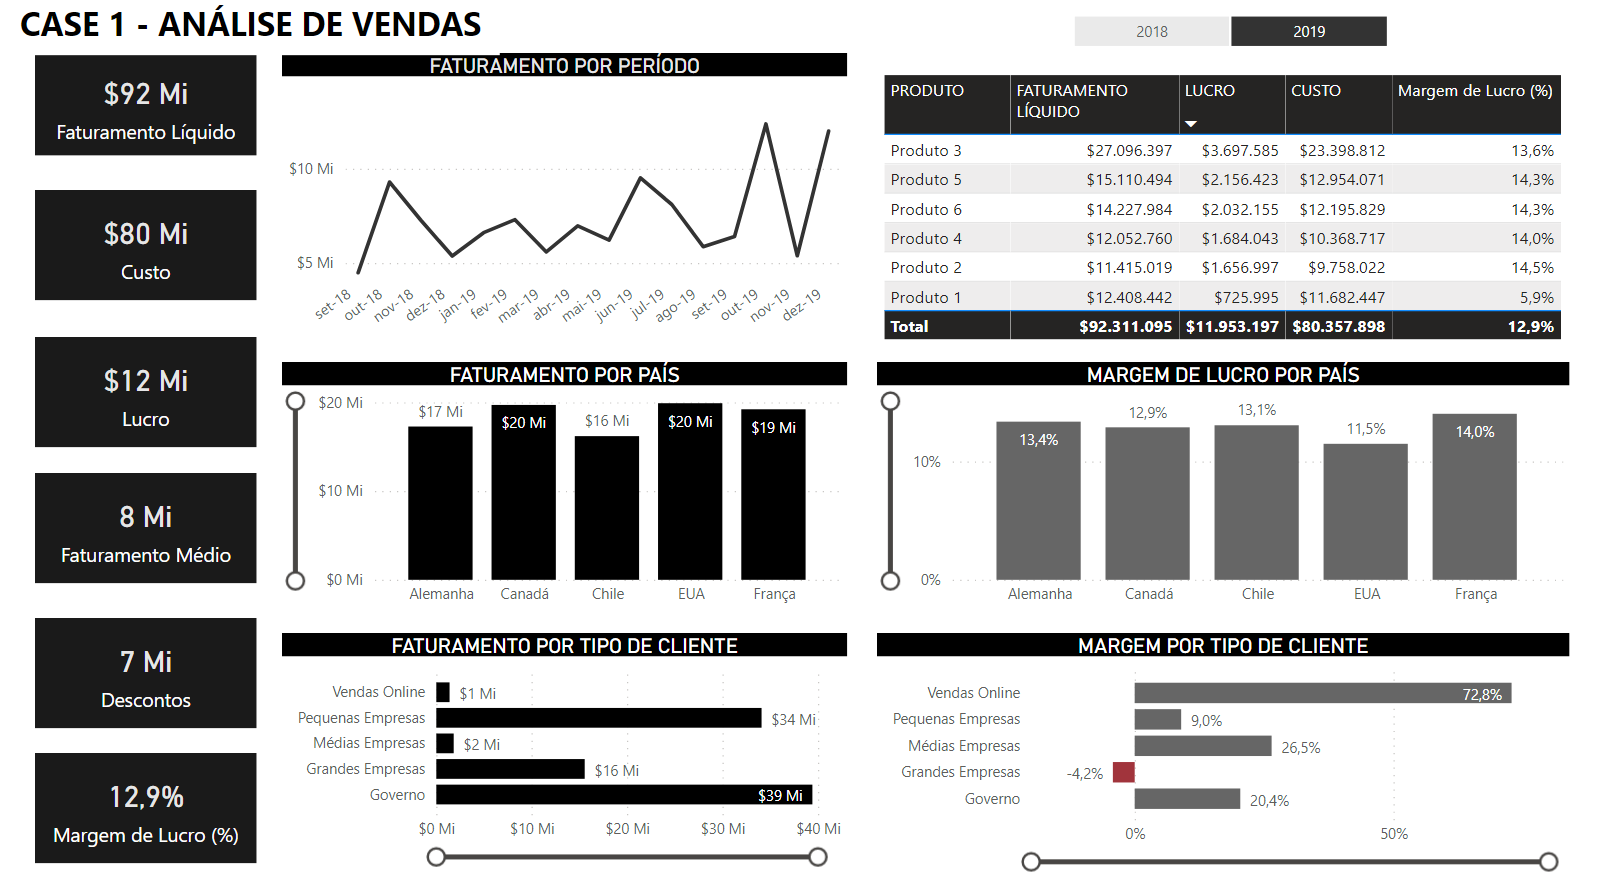 CASE 1 - ANÁLISE DE VENDAS
2018
2019
$92 Mi
Faturamento Líquido
$80 Mi
Custo
$12 Mi
Lucro
8 Mi
Faturamento Médio
7 Mi
Descontos
12,9%
Margem de Lucro (%)
FATURAMENTO POR PERÍODO
$10 Mi
$5 Mi
set-18
out-18
nov-18
dez-18
jan-19
fev-19
mar-19
abr-19
mai-19
jun-19
jul-19
ago-19
set-19
out-19
nov-19
dez-19
PRODUTO FATURAMENTO LUCRO CUSTO Margem de Lucro (%)
LÍQUIDO
Produto 3 $27.096.397 $3.697.585 $23.398.812 13,6%
Produto 5 $15.110.494 $2.156.423 $12.954.071 14,3%
Produto 6 $14.227.984 $2.032.155 $12.195.829 14,3%
Produto 4 $12.052.760 $1.684.043 $10.368.717 14,0%
Produto 2 $11.415.019 $1.656.997 $9.758.022 14,5%
Produto 1 $12.408.442 $725.995 $11.682.447 5,9%
Total $92.311.095 $11.953.197 $80.357.898 12,9%
FATURAMENTO POR PAÍS
$20 Mi
$10 Mi
$0 Mi
$17 Mi
$20 Mi
$16 Mi
$20 Mi
$19 Mi
Alemanha
Canadá
Chile
EUA
França
MARGEM DE LUCRO POR PAÍS
10%
0%
13,4%
12,9%
13,1%
11,5%
14,0%
Alemanha
Canadá
Chile
EUA
França
FATURAMENTO POR TIPO DE CLIENTE
Vendas Online $1 Mi
Pequenas Empresas $34 Mi
Médias Empresas $2 Mi
Grandes Empresas $16 Mi
Governo $39 Mi
$0 Mi $10 Mi $20 Mi $30 Mi $40 Mi
MARGEM POR TIPO DE CLIENTE
Vendas Online 72,8%
Pequenas Empresas 9,0%
Médias Empresas 26,5%
Grandes Empresas -4,2%
Governo 20,4%
0% 50%